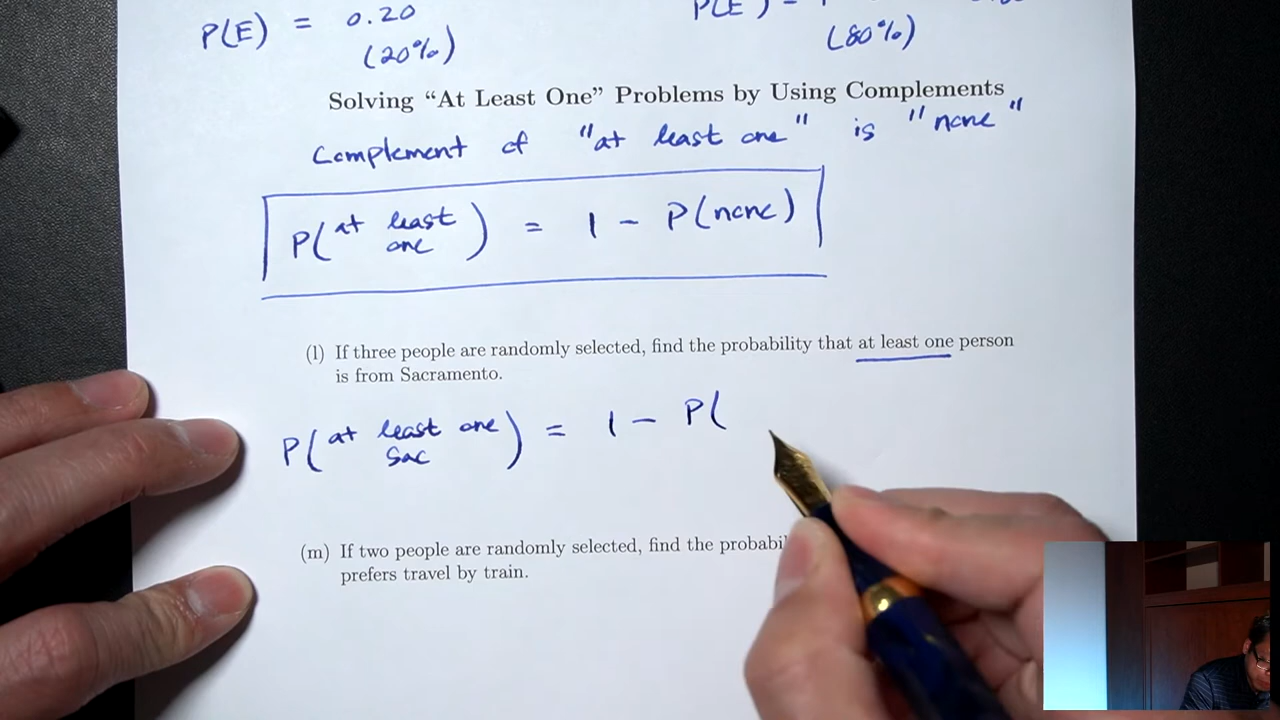 P(E) = 0.20
(20%)
(80%)
Solving “At Least One” Problems by Using Complements
Complement of "at least one" is "none"
P(at least one) = 1 - P(none)
(l) If three people are randomly selected, find the probability that at least one person
is from Sacramento.
P(at least one Sac) = 1 - P(
(m) If two people are randomly selected, find the
prefers travel by train.